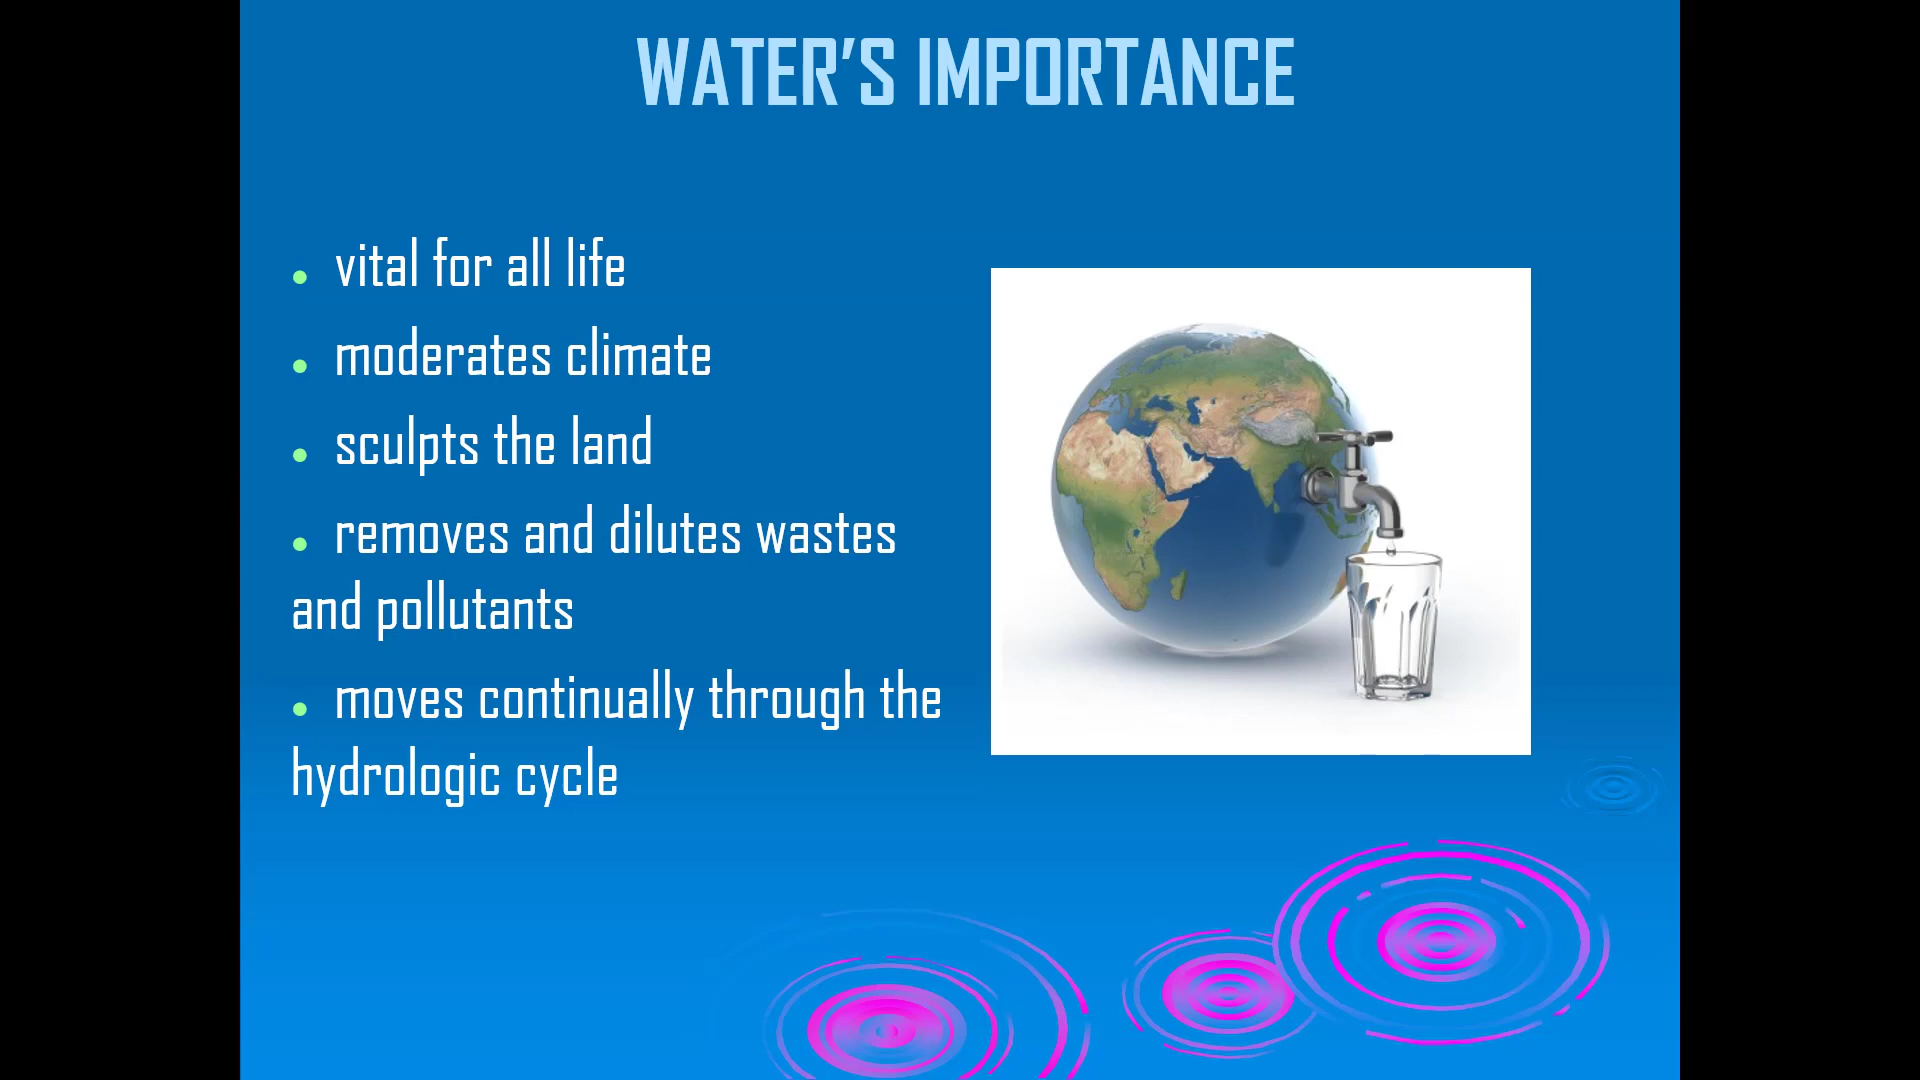 WATER'S IMPORTANCE
• vital for all life
• moderates climate
• sculpts the land
• removes and dilutes wastes
and pollutants
• moves continually through the
hydrologic cycle